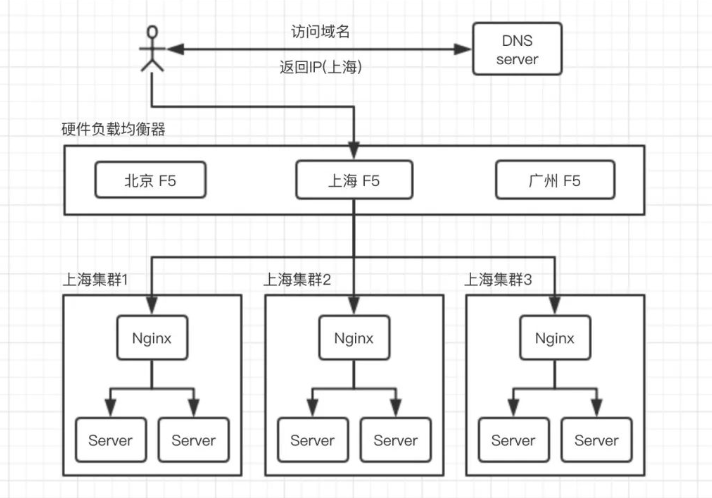 访问域名
DNS
server
返回IP(上海)
硬件负载均衡器
北京 F5
上海 F5
广州 F5
上海集群1
上海集群2
上海集群3
Nginx
Nginx
Nginx
Server
Server
Server
Server
Server
Server